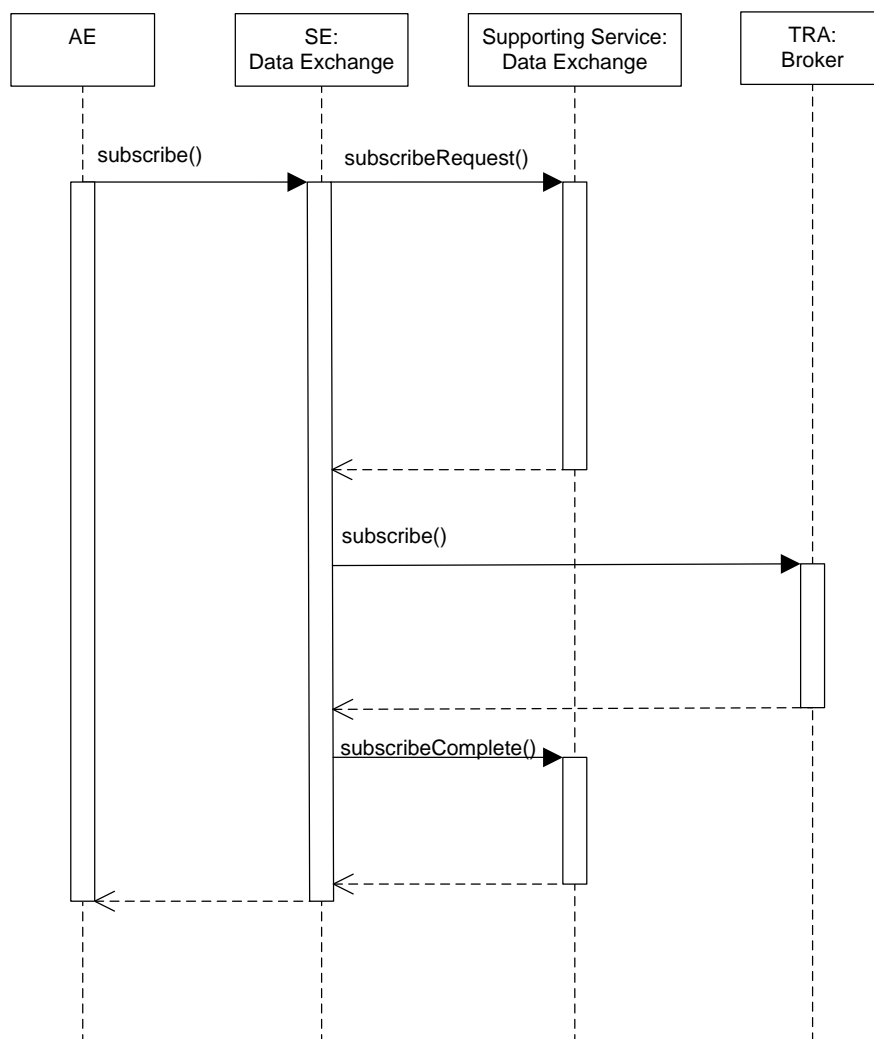 AE
SE:
Data Exchange
Supporting Service:
Data Exchange
TRA:
Broker
subscribe()
subscribeRequest()
subscribe()
subscribeComplete()